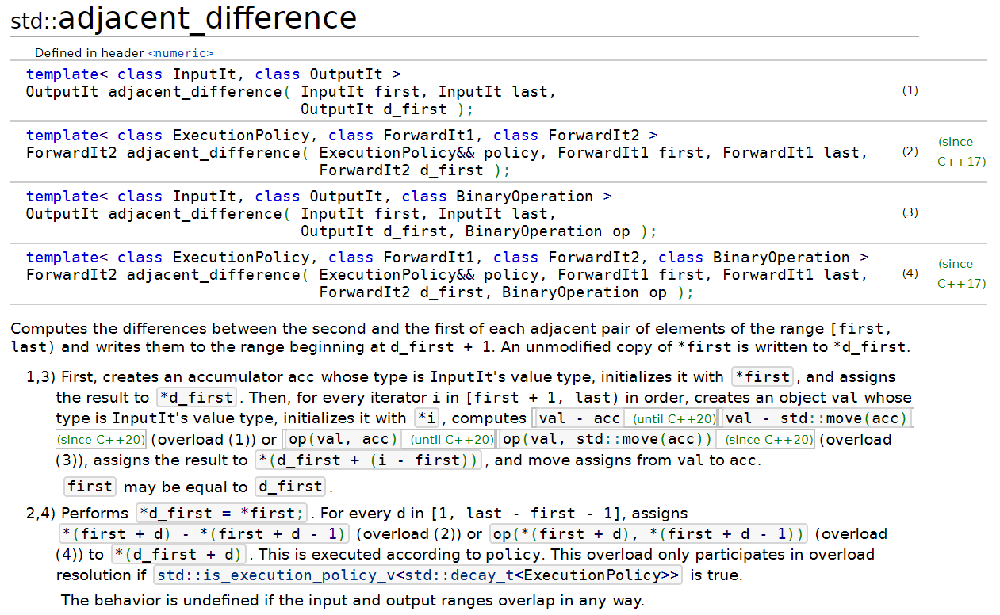 std::adjacent_difference
Defined in header <numeric>
template< class InputIt, class OutputIt >
OutputIt adjacent_difference( InputIt first, InputIt last,
OutputIt d_first );
(1)
template< class ExecutionPolicy, class ForwardIt1, class ForwardIt2 >
ForwardIt2 adjacent_difference( ExecutionPolicy&& policy, ForwardIt1 first, ForwardIt1 last,
ForwardIt2 d_first );
(2)
(since
C++17)
template< class InputIt, class OutputIt, class BinaryOperation >
OutputIt adjacent_difference( InputIt first, InputIt last,
OutputIt d_first, BinaryOperation op );
(3)
template< class ExecutionPolicy, class ForwardIt1, class ForwardIt2, class BinaryOperation >
ForwardIt2 adjacent_difference( ExecutionPolicy&& policy, ForwardIt1 first, ForwardIt1 last,
ForwardIt2 d_first, BinaryOperation op );
(4)
(since
C++17)
Computes the differences between the second and the first of each adjacent pair of elements of the range [first,
last) and writes them to the range beginning at d_first + 1. An unmodified copy of *first is written to *d_first.
1,3) First, creates an accumulator acc whose type is InputIt's value type, initializes it with *first, and assigns
the result to *d_first. Then, for every iterator i in [first + 1, last) in order, creates an object val whose
type is InputIt's value type, initializes it with *i, computes val - acc (until C++20) val - std::move(acc)
(since C++20) (overload (1)) or op(val, acc) (until C++20) op(val, std::move(acc)) (since C++20) (overload
(3)), assigns the result to *(d_first + (i - first)), and move assigns from val to acc.
first may be equal to d_first.
2,4) Performs *d_first = *first;. For every d in [1, last - first - 1], assigns
*(first + d) - *(first + d - 1) (overload (2)) or op(*(first + d), *(first + d - 1)) (overload
(4)) to *(d_first + d). This is executed according to policy. This overload only participates in overload
resolution if std::is_execution_policy_v<std::decay_t<ExecutionPolicy>> is true.
The behavior is undefined if the input and output ranges overlap in any way.